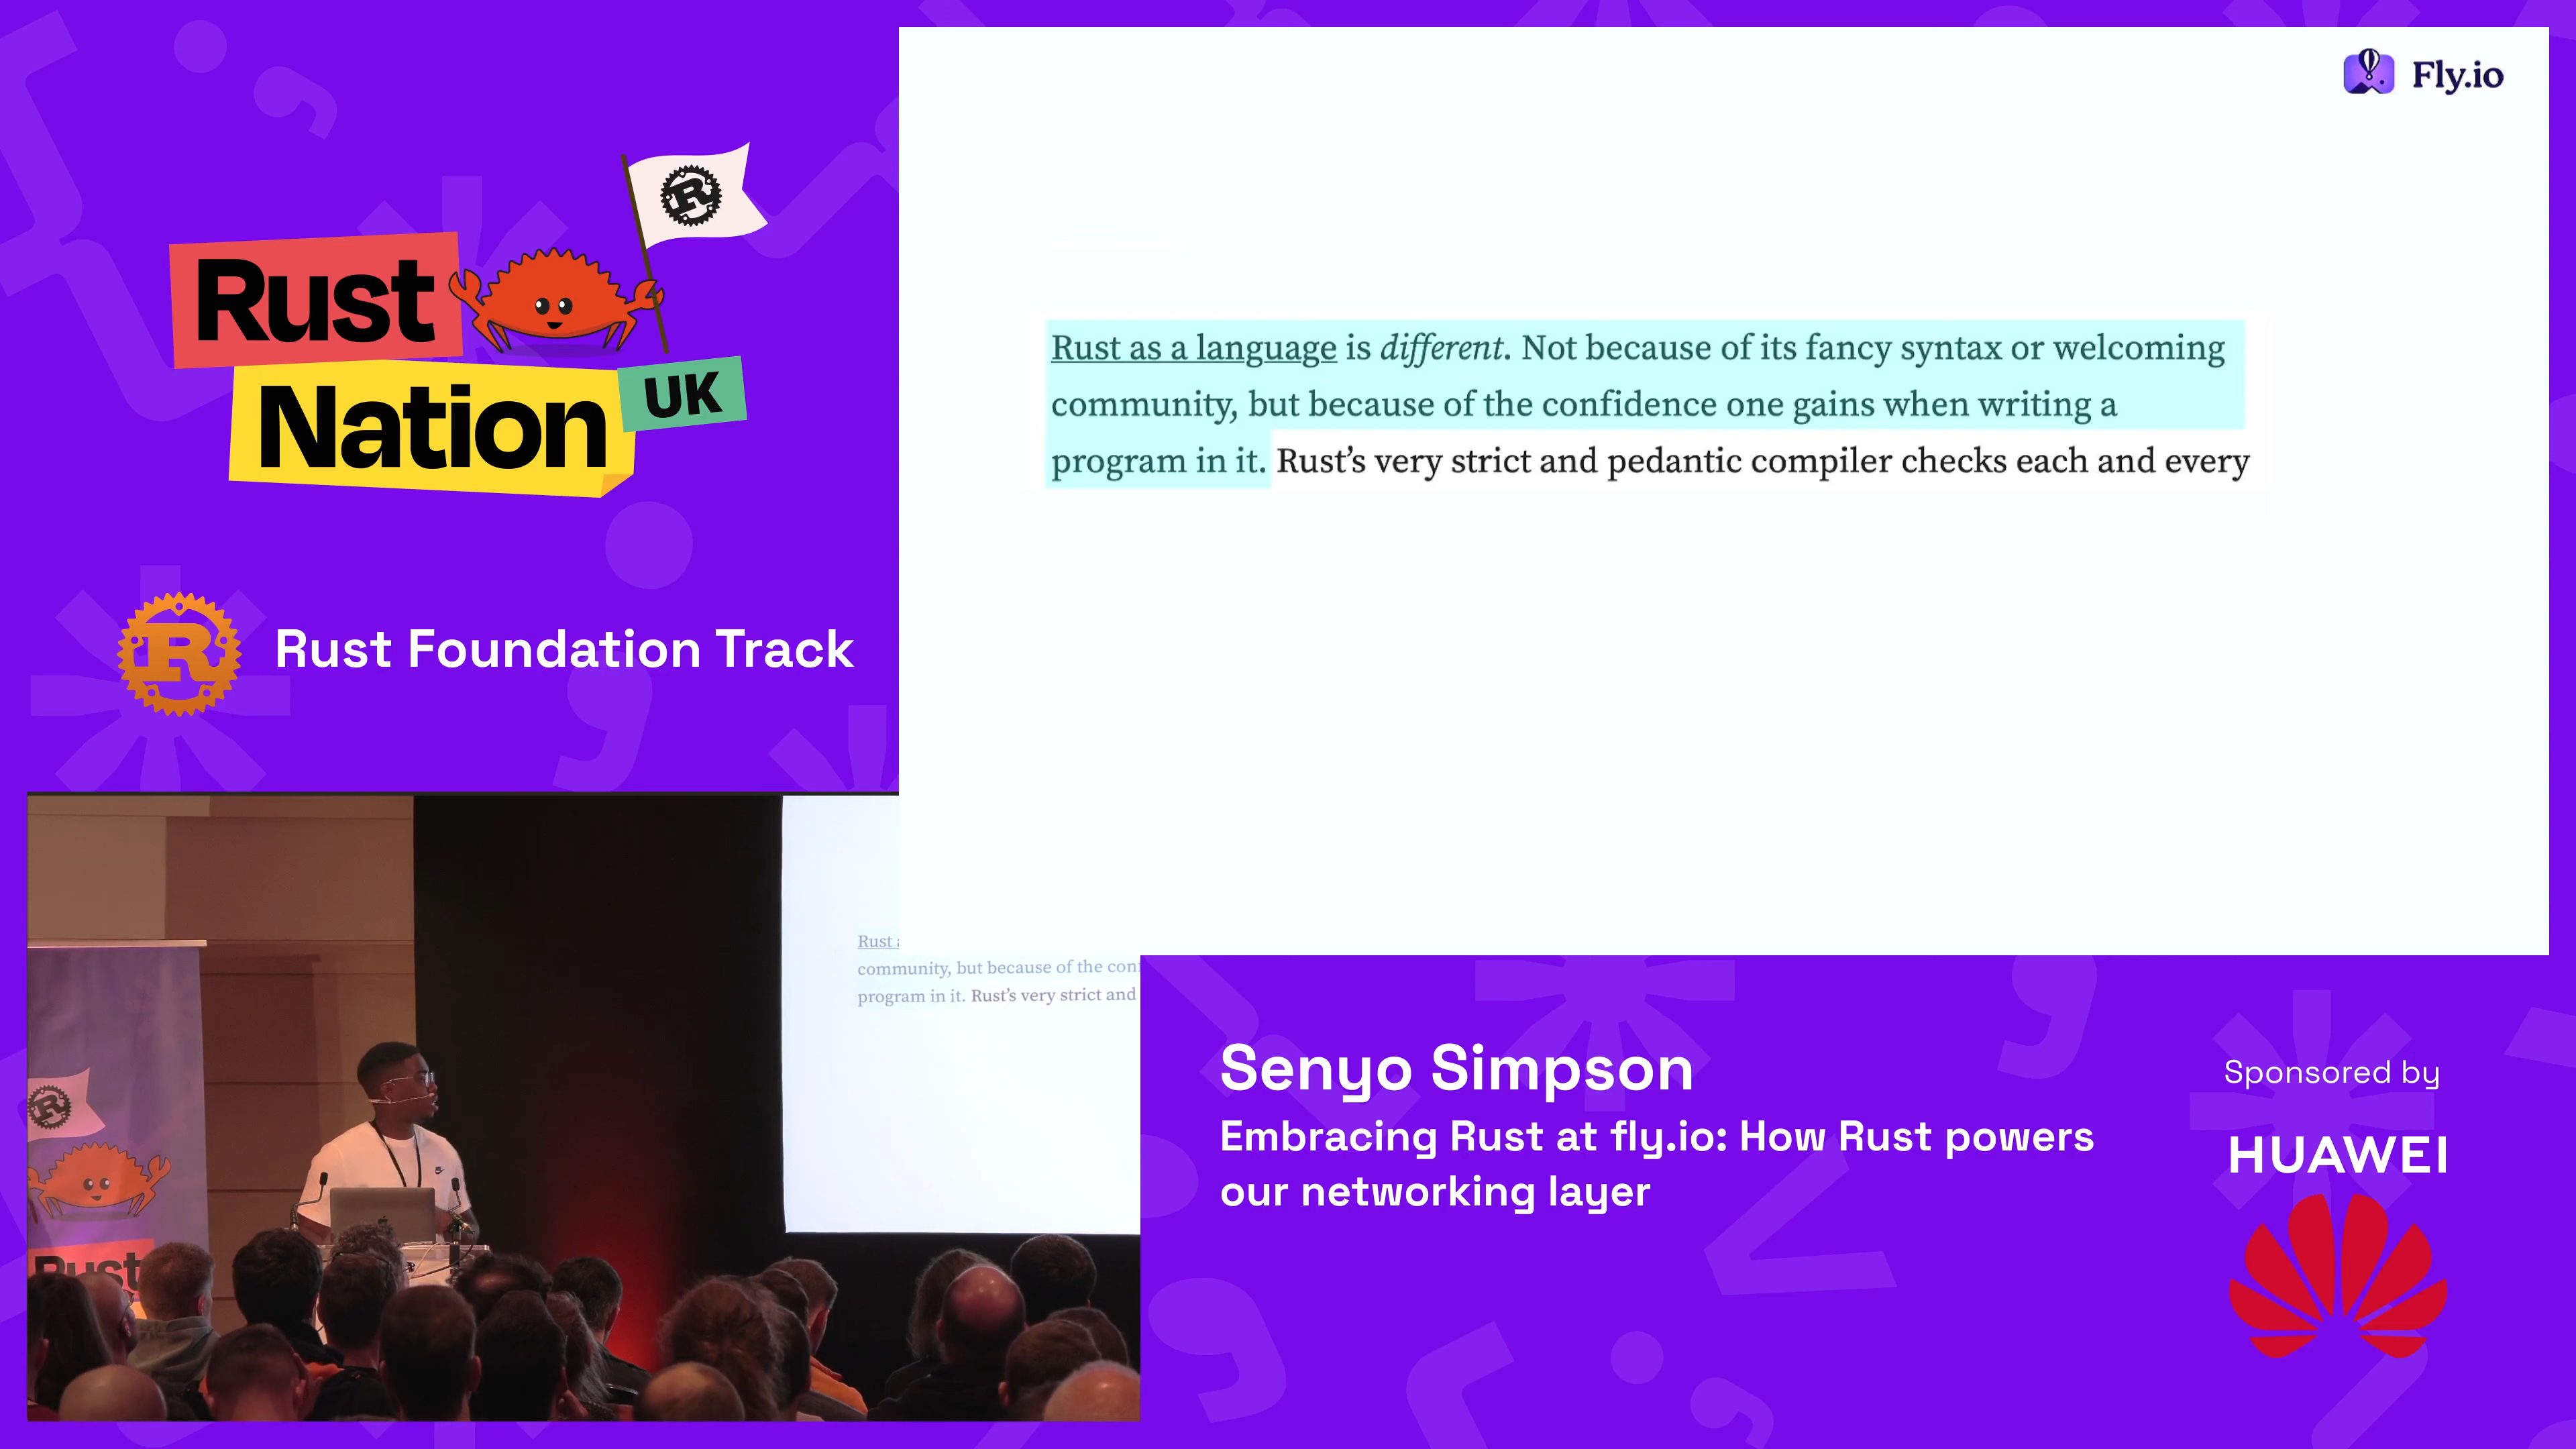 Rust
Nation
UK
Rust Foundation Track
Fly.io
Rust as a language is different. Not because of its fancy syntax or welcoming
community, but because of the confidence one gains when writing a
program in it. Rust’s very strict and pedantic compiler checks each and every
Rust
community, but because of the
program in it. Rust’s very strict and
Rust
Senyo Simpson
Embracing Rust at fly.io: How Rust powers
our networking layer
Sponsored by
HUAWEI